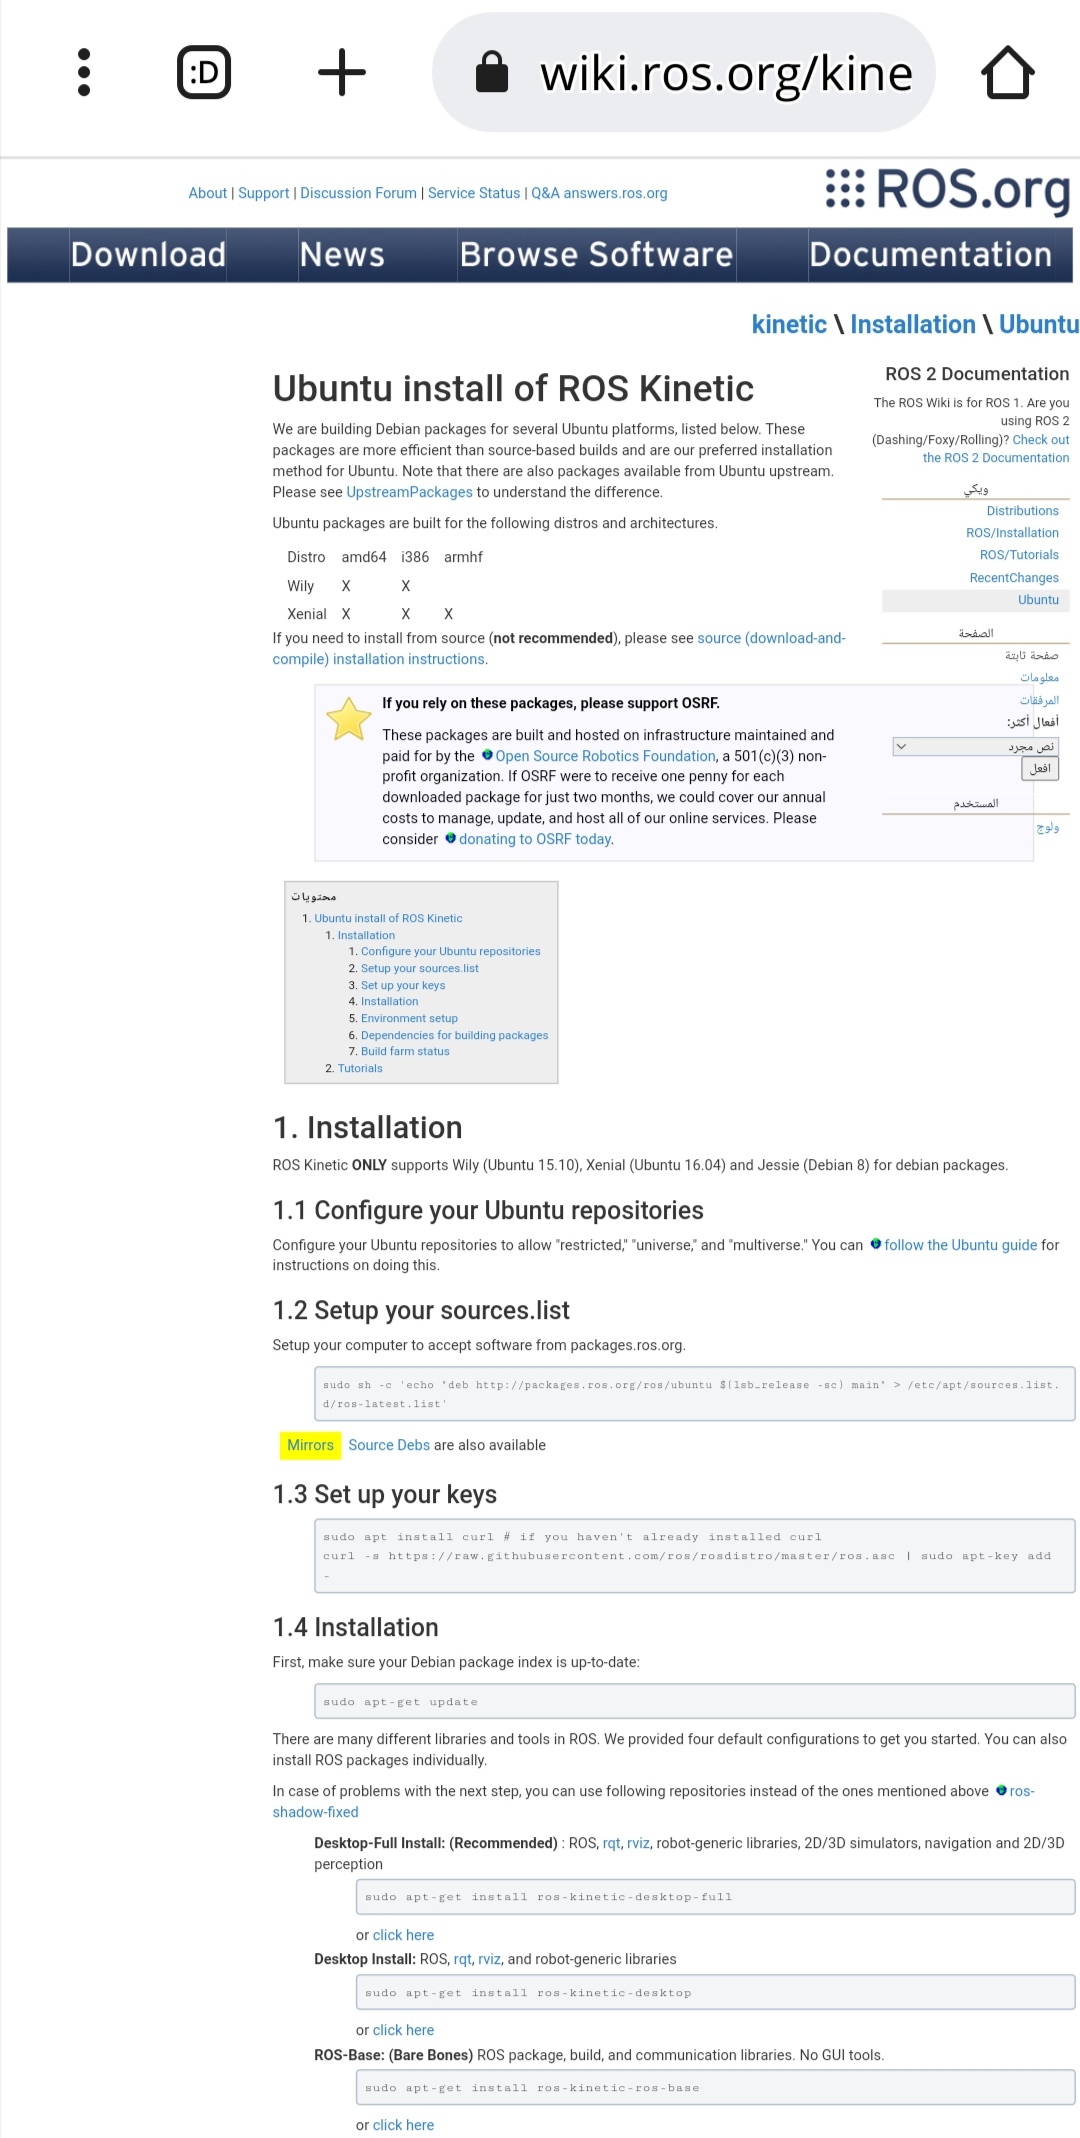 :D
wiki.ros.org/kine
About | Support | Discussion Forum | Service Status | Q&A answers.ros.org
ROS.org
Download News Browse Software Documentation
kinetic \ Installation \ Ubuntu
Ubuntu install of ROS Kinetic
We are building Debian packages for several Ubuntu platforms, listed below. These
packages are more efficient than source-based builds and are our preferred installation
method for Ubuntu. Note that there are also packages available from Ubuntu upstream.
Please see UpstreamPackages to understand the difference.
Ubuntu packages are built for the following distros and architectures.
Distro amd64 i386 armhf
Wily X X
Xenial X X X
If you need to install from source (not recommended), please see source (download-and-
compile) installation instructions.
If you rely on these packages, please support OSRF.
These packages are built and hosted on infrastructure maintained and
paid for by the Open Source Robotics Foundation, a 501(c)(3) non-
profit organization. If OSRF were to receive one penny for each
downloaded package for just two months, we could cover our annual
costs to manage, update, and host all of our online services. Please
consider donating to OSRF today.
ROS 2 Documentation
The ROS Wiki is for ROS 1. Are you
using ROS 2
(Dashing/Foxy/Rolling)? Check out
the ROS 2 Documentation
ويكي
Distributions
ROS/Installation
ROS/Tutorials
RecentChanges
Ubuntu
الصفحة
صفحة ثابتة
معلومات
المرفقات
أفعال أكثر:
نص مجرد
افعل
المستخدم
ولوج
محتويات
1. Ubuntu install of ROS Kinetic
1. Installation
1. Configure your Ubuntu repositories
2. Setup your sources.list
3. Set up your keys
4. Installation
5. Environment setup
6. Dependencies for building packages
7. Build farm status
2. Tutorials
1. Installation
ROS Kinetic ONLY supports Wily (Ubuntu 15.10), Xenial (Ubuntu 16.04) and Jessie (Debian 8) for debian packages.
1.1 Configure your Ubuntu repositories
Configure your Ubuntu repositories to allow "restricted," "universe," and "multiverse." You can follow the Ubuntu guide for
instructions on doing this.
1.2 Setup your sources.list
Setup your computer to accept software from packages.ros.org.
sudo sh -c 'echo "deb http://packages.ros.org/ros/ubuntu $(lsb_release -sc) main" > /etc/apt/sources.list.
d/ros-latest.list'
Mirrors Source Debs are also available
1.3 Set up your keys
sudo apt install curl # if you haven't already installed curl
curl -s https://raw.githubusercontent.com/ros/rosdistro/master/ros.asc | sudo apt-key add
-
1.4 Installation
First, make sure your Debian package index is up-to-date:
sudo apt-get update
There are many different libraries and tools in ROS. We provided four default configurations to get you started. You can also
install ROS packages individually.
In case of problems with the next step, you can use following repositories instead of the ones mentioned above ros-
shadow-fixed
Desktop-Full Install: (Recommended) : ROS, rqt, rviz, robot-generic libraries, 2D/3D simulators, navigation and 2D/3D
perception
sudo apt-get install ros-kinetic-desktop-full
or click here
Desktop Install: ROS, rqt, rviz, and robot-generic libraries
sudo apt-get install ros-kinetic-desktop
or click here
ROS-Base: (Bare Bones) ROS package, build, and communication libraries. No GUI tools.
sudo apt-get install ros-kinetic-ros-base
or click here